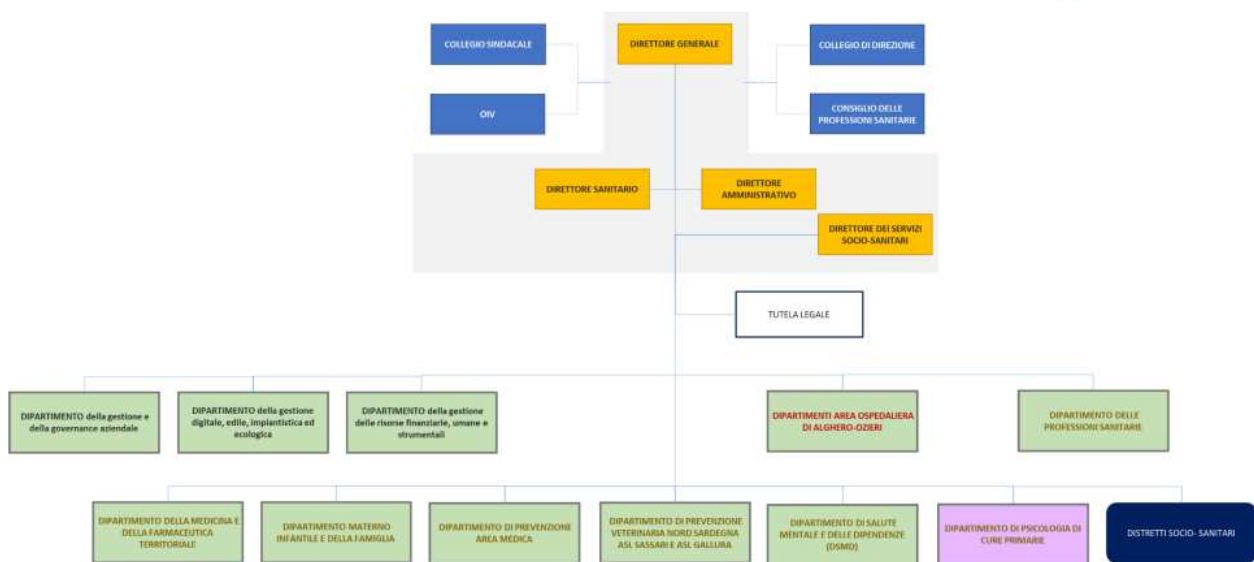 COLLEGIO SINDACALE
DIRETTORE GENERALE
COLLEGIO DI DIREZIONE
OIV
CONSIGLIO DELLE
PROFESSIONI SANITARIE
DIRETTORE SANITARIO
DIRETTORE
AMMINISTRATIVO
DIRETTORE DEI SERVIZI
SOCIO-SANITARI
TUTELA LEGALE
DIPARTIMENTO della gestione e
della governance aziendale
DIPARTIMENTO della gestione
digitale, edile, impiantistica ed
ecologica
DIPARTIMENTO della gestione
delle risorse finanziarie, umane e
strumentali
DIPARTIMENTI AREA OSPEDALIERA
DI ALGHERO-OZIERI
DIPARTIMENTO DELLE
PROFESSIONI SANITARIE
DIPARTIMENTO DELLA MEDICINA E
DELLA FARMACEUTICA
TERRITORIALE
DIPARTIMENTO MATERNO
INFANTILE E DELLA FAMIGLIA
DIPARTIMENTO DI PREVENZIONE
AREA MEDICA
DIPARTIMENTO DI PREVENZIONE
VETERINARIA NORD SARDEGNA
ASL SASSARI E ASL GALLURA
DIPARTIMENTO DI SALUTE
MENTALE E DELLE DIPENDENZE
(DSMD)
DIPARTIMENTO DI PSICOLOGIA DI
CURE PRIMARIE
DISTRETTI SOCIO- SANITARI